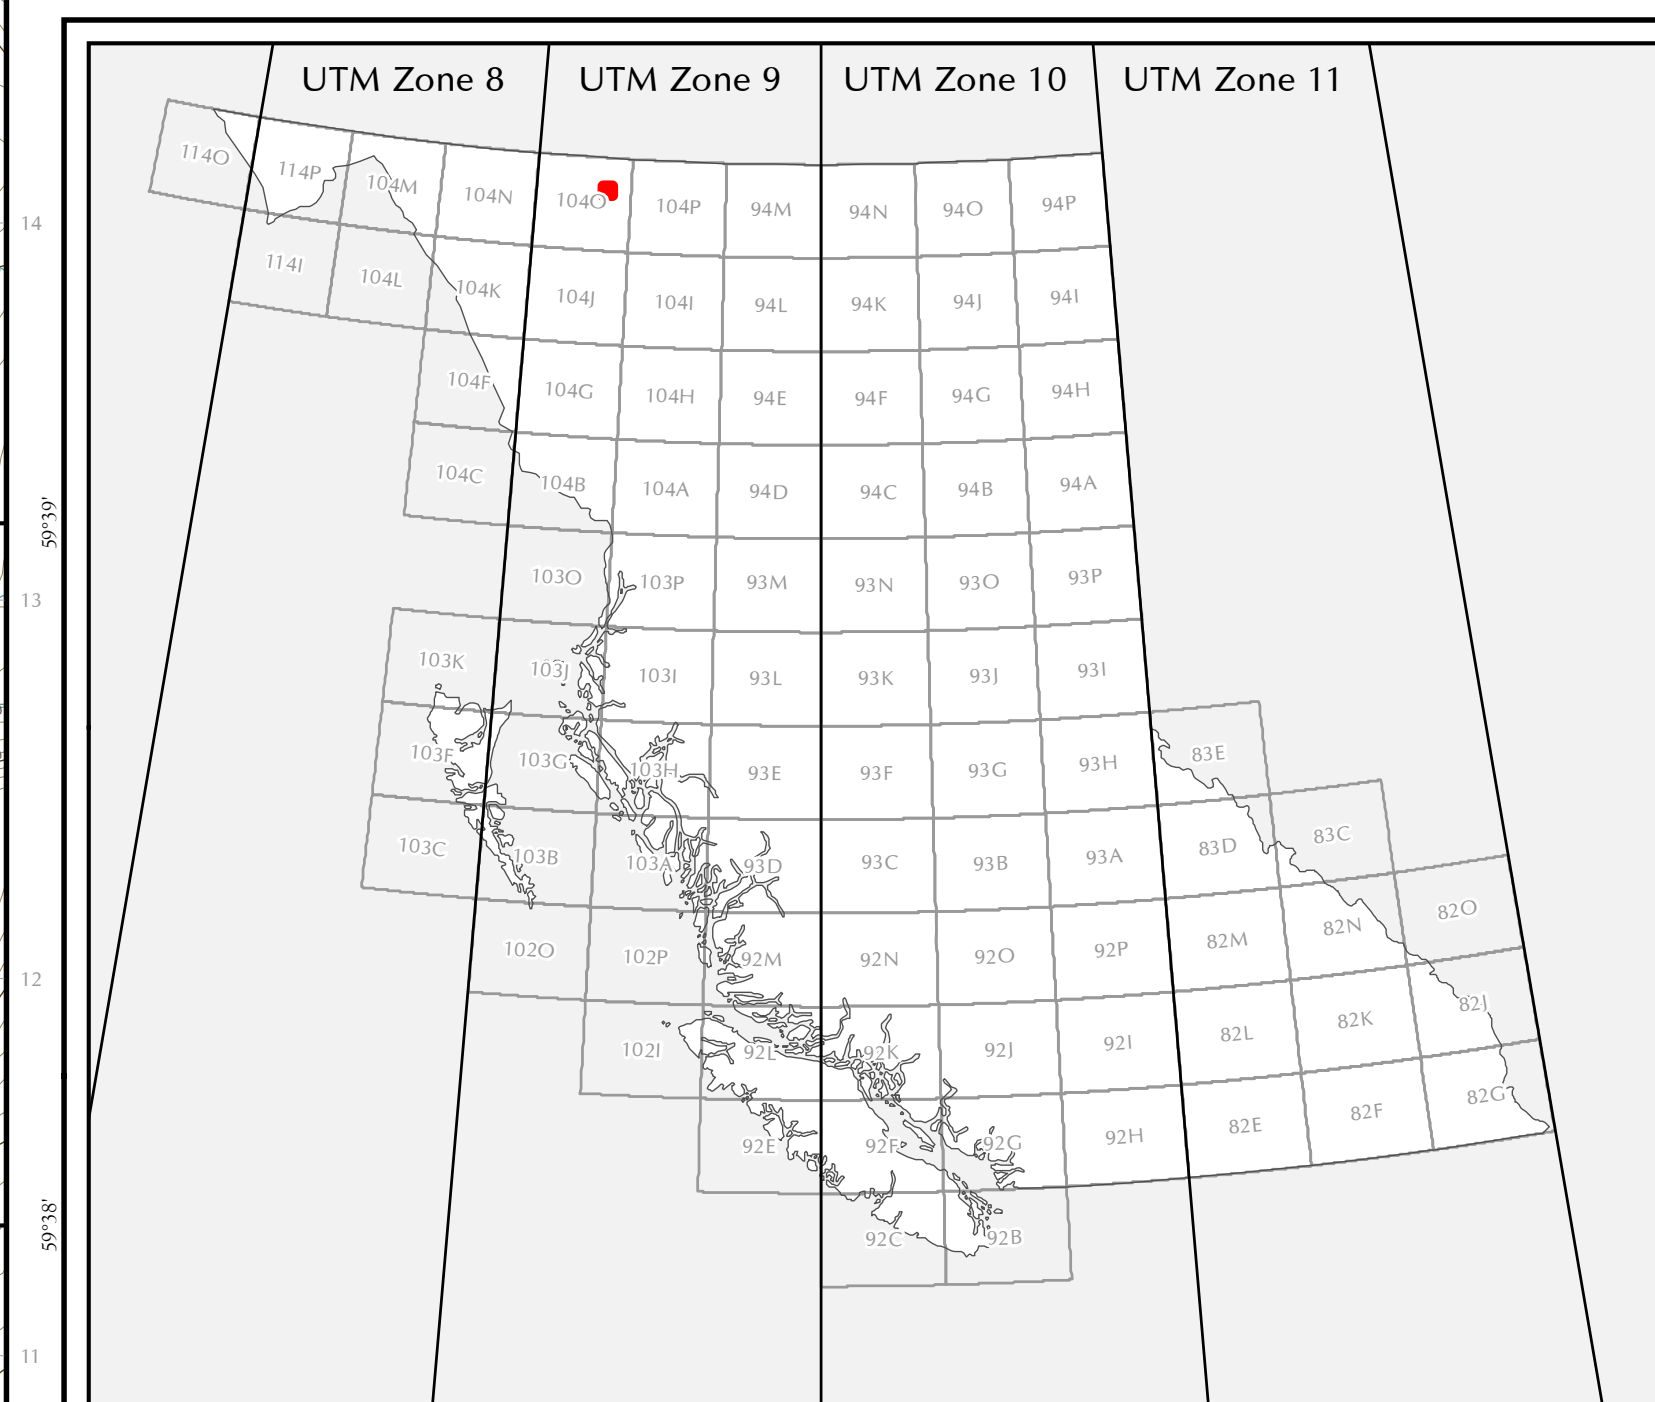 UTM Zone 8 UTM Zone 9 UTM Zone 10 UTM Zone 11
114O 114P 104M 104N 104O 104P 94M 94N 94O 94P
14
114I 104L 104K 104J 104I 94L 94K 94J 94I
104F 104G 104H 94E 94F 94G 94H
104C 104B 104A 94D 94C 94B 94A
59°39'
103O 103P 93M 93N 93O 93P
13
103K 103J 103I 93L 93K 93J 93I
103F 103G 103H 93E 93F 93G 93H 83E
103C 103B 103A 93D 93C 93B 93A 83D 83C
102O 102P 92M 92N 92O 92P 82M 82N 82O
12
102I 92L 92K 92J 92I 82L 82K 82J
92E 92F 92G 92H 82E 82F 82G
59°38'
92C 92B
11